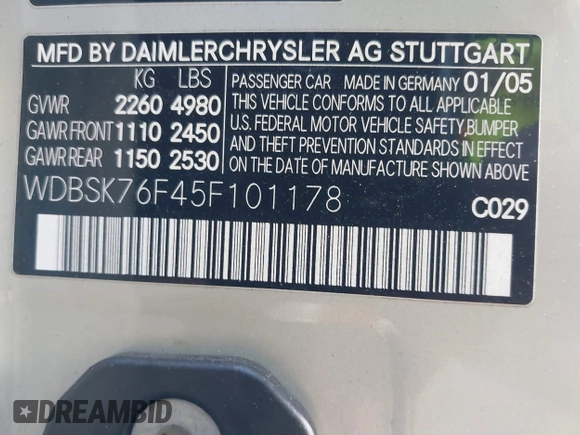 MFD BY DAIMLERCHRYSLER AG STUTTGART
KG LBS
GVWR 2260 4980
GAWR FRONT 1110 2450
GAWR REAR 1150 2530
PASSENGER CAR MADE IN GERMANY 01/05
THIS VEHICLE CONFORMS TO ALL APPLICABLE
U.S. FEDERAL MOTOR VEHICLE SAFETY,BUMPER
AND THEFT PREVENTION STANDARDS IN EFFECT
ON THE DATE OF MANUFACTURE SHOWN ABOVE
WDBSK76F45F101178
C029
DREAMBID